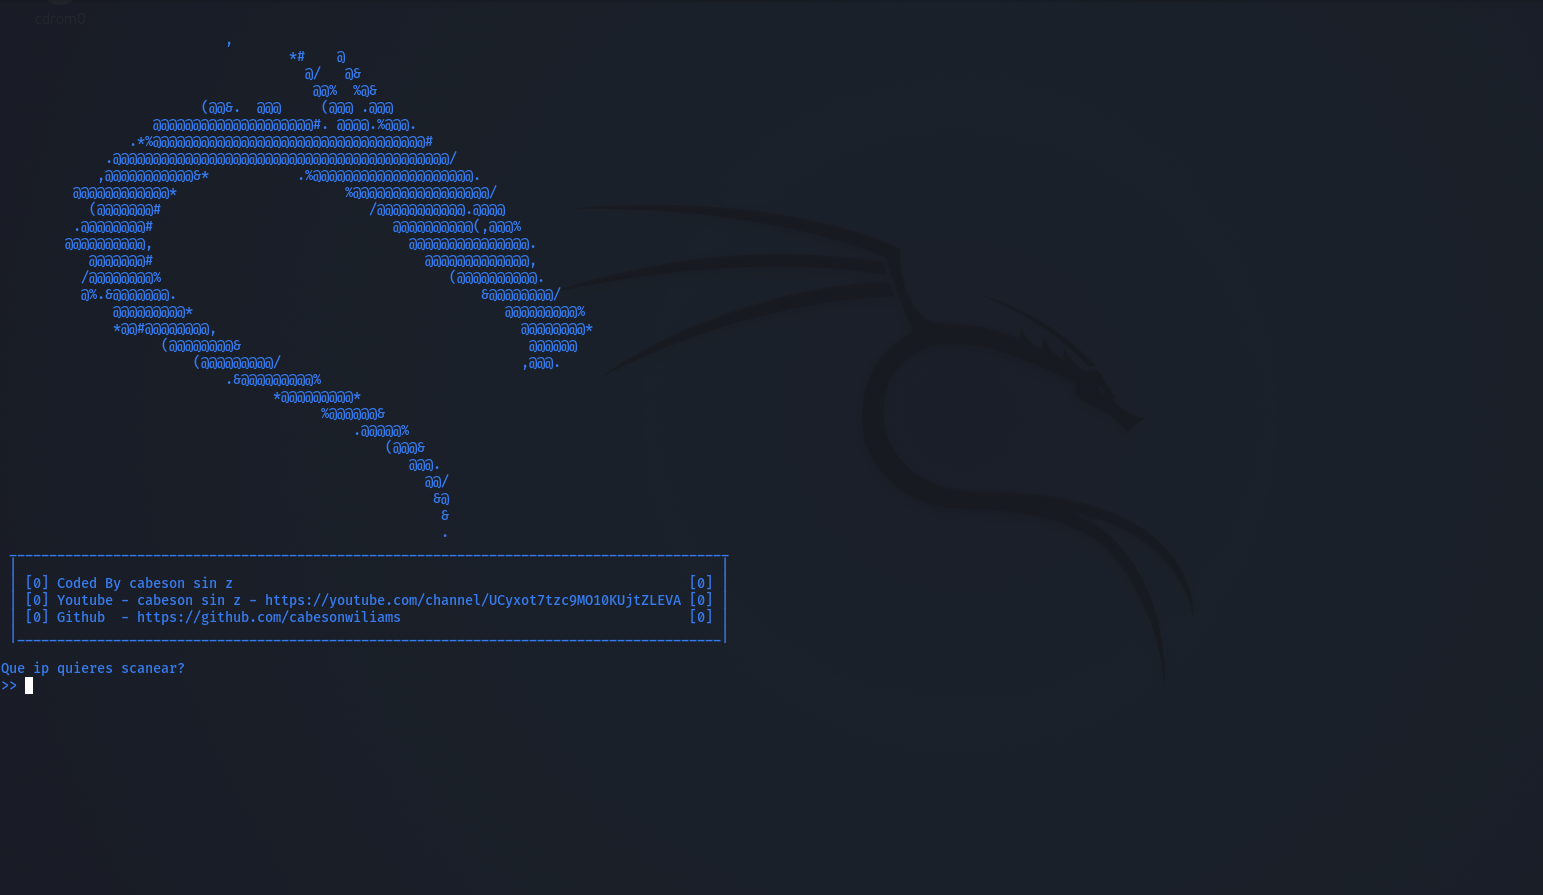 cdrom0
[0] Coded By cabeson sin z [0]
[0] Youtube - cabeson sin z - https://youtube.com/channel/UCyxot7tzc9MO10KUjtZLEVA [0]
[0] Github  - https://github.com/cabesonwiliams [0]
Que ip quieres scanear?
>>